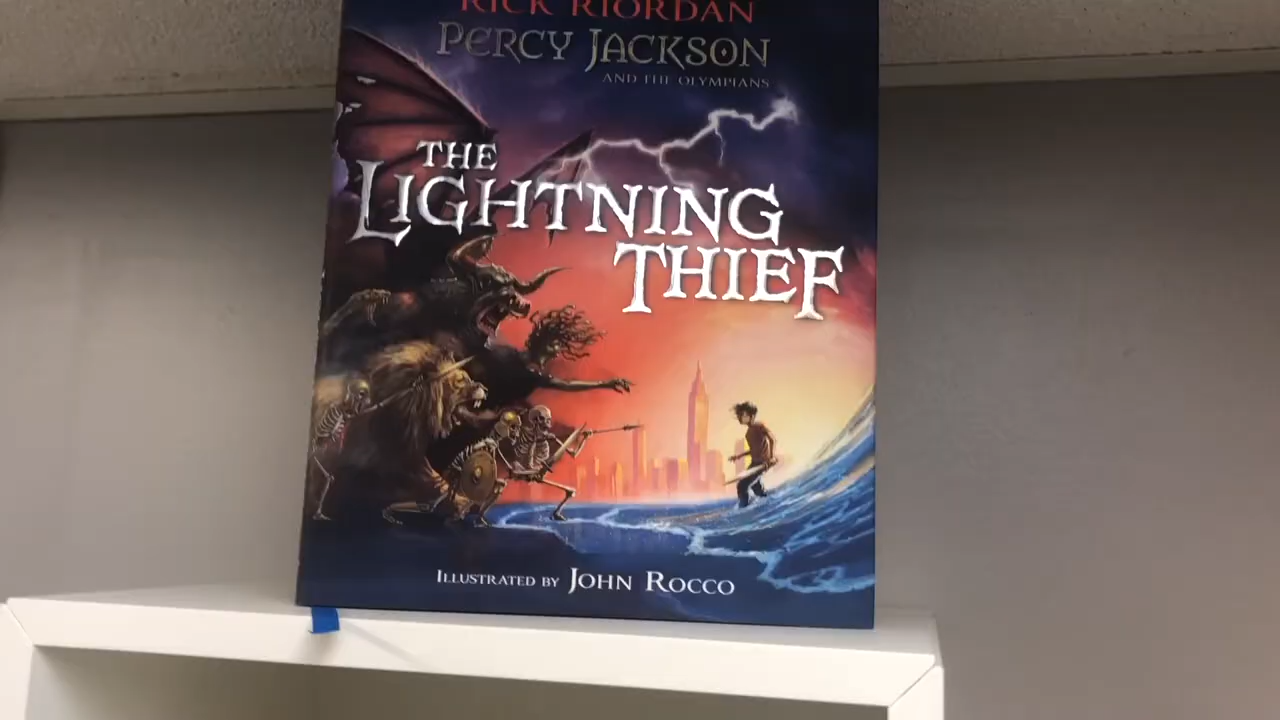 RICK RIORDAN
PERCY JACKSON
AND THE OLYMPIANS
THE
LIGHTNING
THIEF
ILLUSTRATED BY JOHN ROCCO